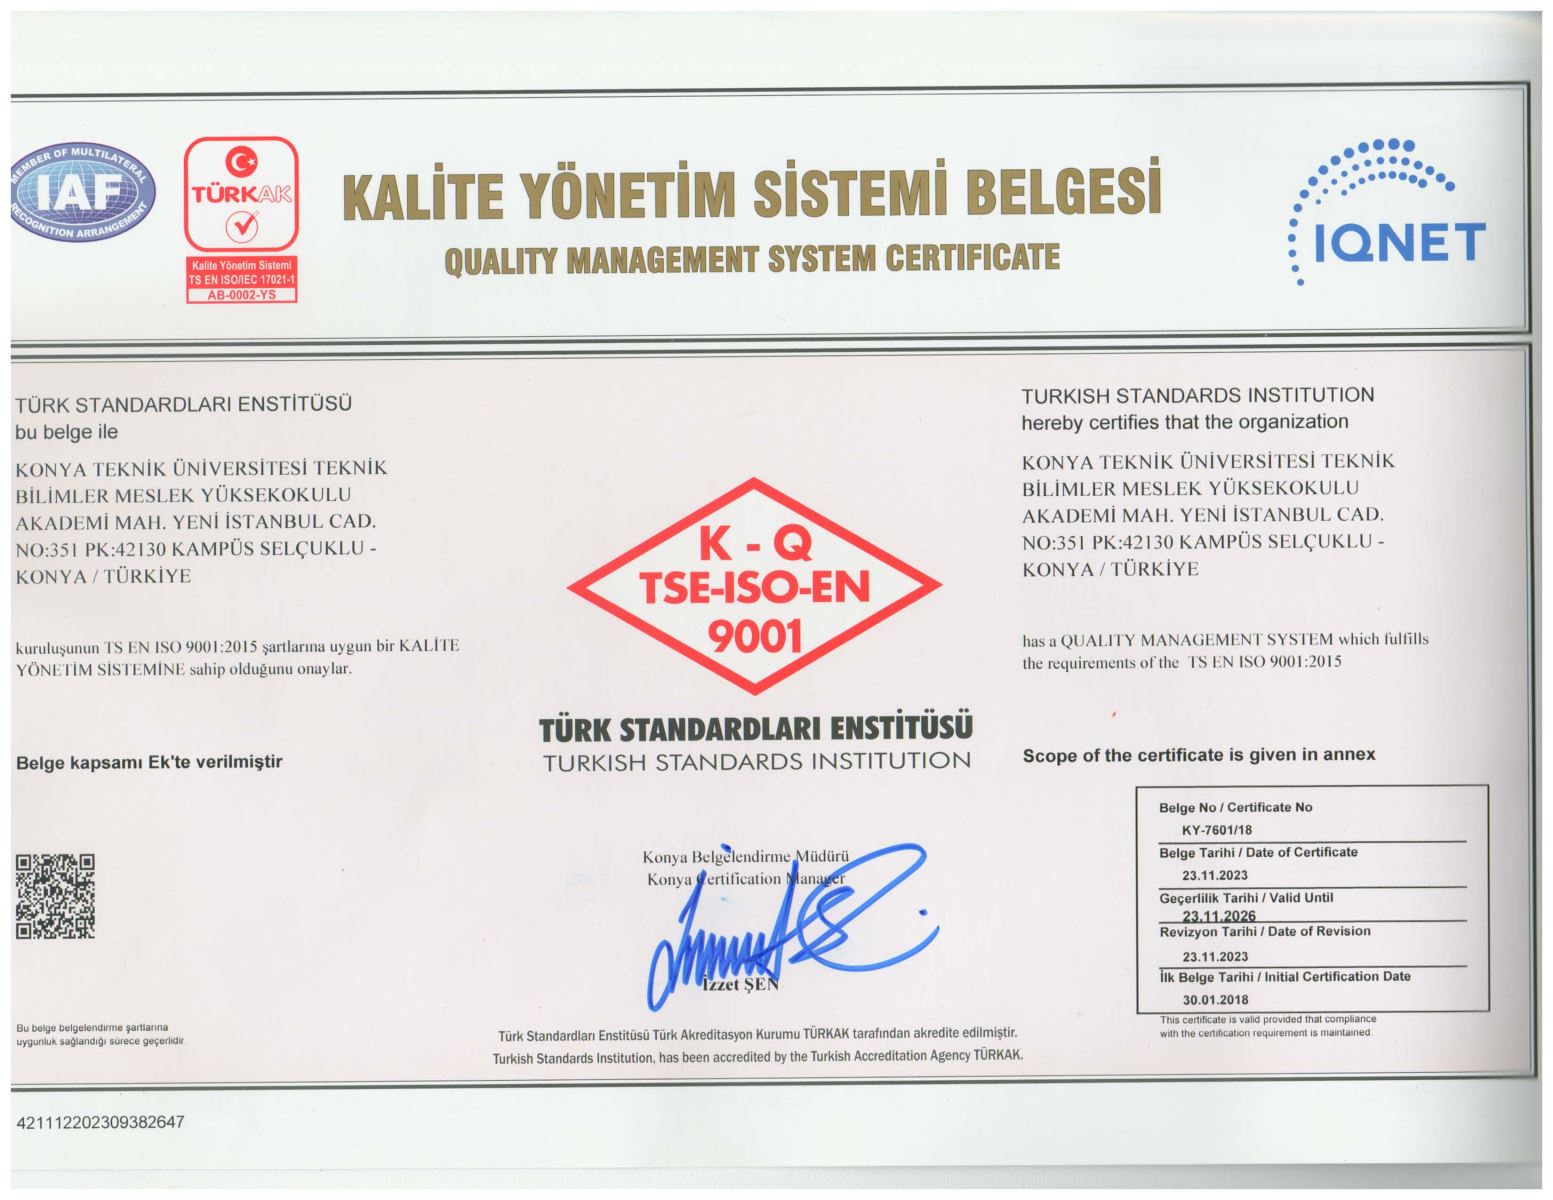 MEMBER OF MULTILATERAL
IAF
RECOGNITION ARRANGEMENT
TÜRKAK
Kalite Yönetim Sistemi
TS EN ISO/IEC 17021-1
AB-0002-YS
KALİTE YÖNETİM SİSTEMİ BELGESİ
QUALITY MANAGEMENT SYSTEM CERTIFICATE
IQNET
TÜRK STANDARDLARI ENSTİTÜSÜ
bu belge ile
KONYA TEKNİK ÜNİVERSİTESİ TEKNİK
BİLİMLER MESLEK YÜKSEKOKULU
AKADEMİ MAH. YENİ İSTANBUL CAD.
NO:351 PK:42130 KAMPÜS SELÇUKLU -
KONYA / TÜRKİYE
kuruluşunun TS EN ISO 9001:2015 şartlarına uygun bir KALİTE
YÖNETİM SİSTEMİNE sahip olduğunu onaylar.
Belge kapsamı Ek'te verilmiştir
Bu belge belgelendirme şartlarına
uygunluk sağlandığı sürece geçerlidir.
K - Q
TSE-ISO-EN
9001
TÜRK STANDARDLARI ENSTİTÜSÜ
TURKISH STANDARDS INSTITUTION
Konya Belgelendirme Müdürü
Konya Certification Manager
İzzet ŞEN
Türk Standardları Enstitüsü Türk Akreditasyon Kurumu TÜRKAK tarafından akredite edilmiştir.
Turkish Standards Institution, has been accredited by the Turkish Accreditation Agency TÜRKAK.
TURKISH STANDARDS INSTITUTION
hereby certifies that the organization
KONYA TEKNİK ÜNİVERSİTESİ TEKNİK
BİLİMLER MESLEK YÜKSEKOKULU
AKADEMİ MAH. YENİ İSTANBUL CAD.
NO:351 PK:42130 KAMPÜS SELÇUKLU -
KONYA / TÜRKİYE
has a QUALITY MANAGEMENT SYSTEM which fulfills
the requirements of the TS EN ISO 9001:2015
Scope of the certificate is given in annex
Belge No / Certificate No
KY-7601/18
Belge Tarihi / Date of Certificate
23.11.2023
Geçerlilik Tarihi / Valid Until
23.11.2026
Revizyon Tarihi / Date of Revision
23.11.2023
İlk Belge Tarihi / Initial Certification Date
30.01.2018
This certificate is valid provided that compliance
with the certification requirement is maintained.
421112202309382647